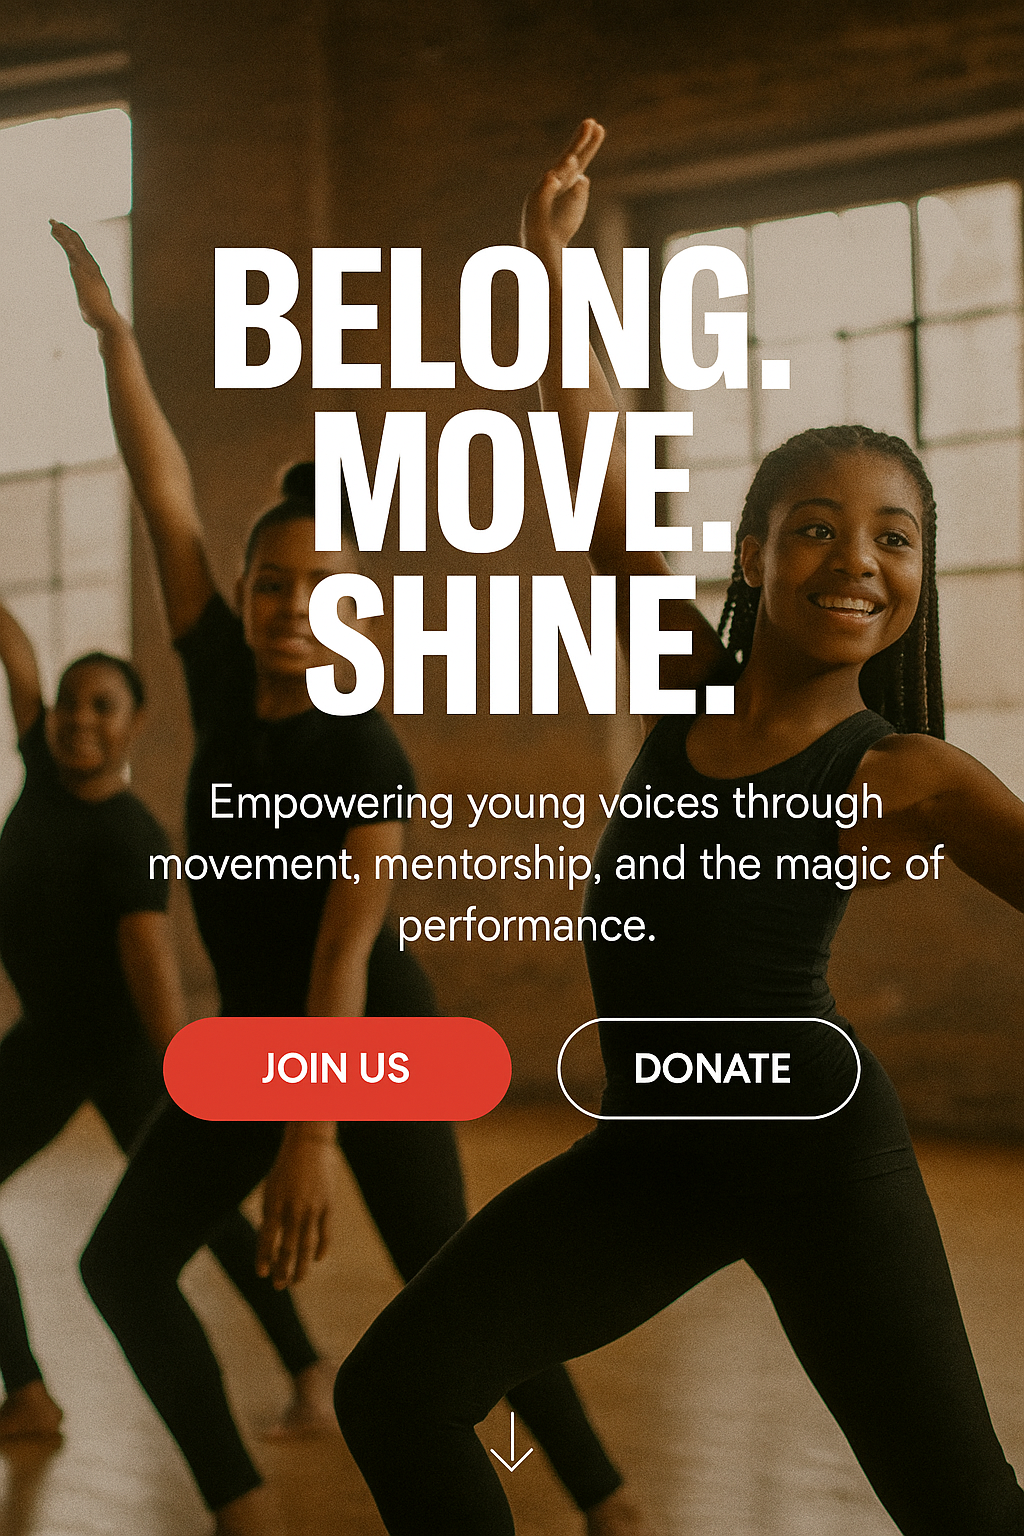 BELONG.
MOVE.
SHINE.
Empowering young voices through
movement, mentorship, and the magic of
performance.
JOIN US
DONATE